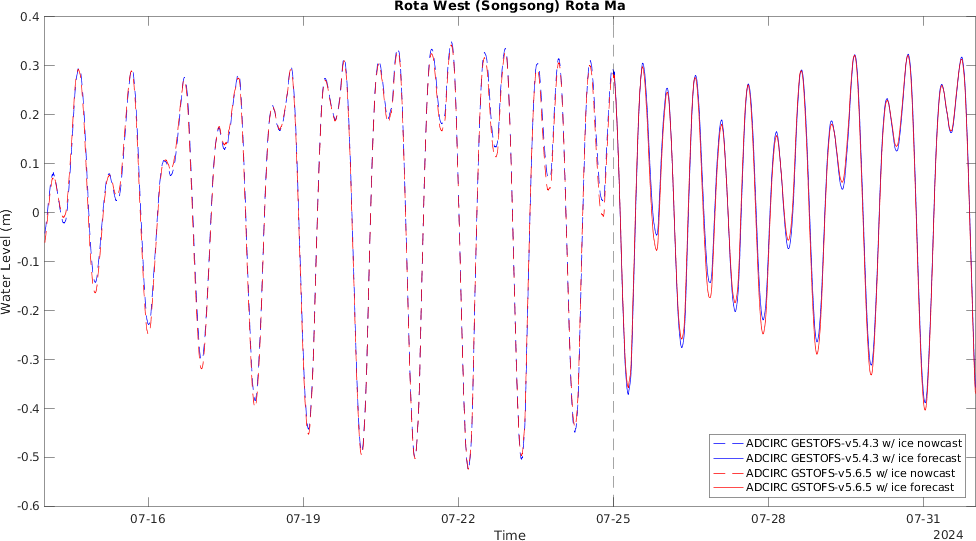 Rota West (Songsong) Rota Ma
0.4
0.3
0.2
0.1
0
-0.1
-0.2
-0.3
-0.4
-0.5
-0.6
Water Level (m)
ADCIRC GESTOFS-v5.4.3 w/ ice nowcast
ADCIRC GESTOFS-v5.4.3 w/ ice forecast
ADCIRC GSTOFS-v5.6.5 w/ ice nowcast
ADCIRC GSTOFS-v5.6.5 w/ ice forecast
07-16 07-19 07-22 07-25 07-28 07-31
Time 2024